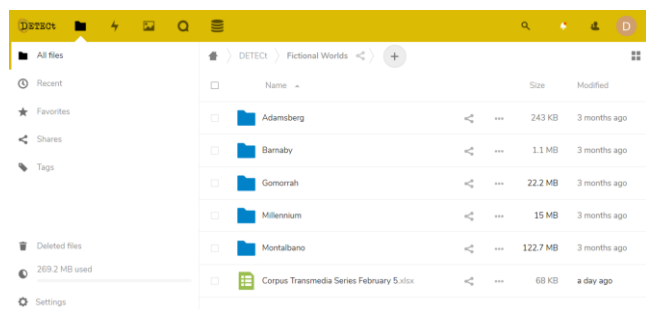 DETECt
D
All files
Recent
Favorites
Shares
Tags
Deleted files
269.2 MB used
Settings
DETECt Fictional Worlds
Name Size Modified
Adamsberg 243 KB 3 months ago
Barnaby 1.1 MB 3 months ago
Gomorrah 22.2 MB 3 months ago
Millennium 15 MB 3 months ago
Montalbano 122.7 MB 3 months ago
Corpus Transmedia Series February 5.xlsx 68 KB a day ago